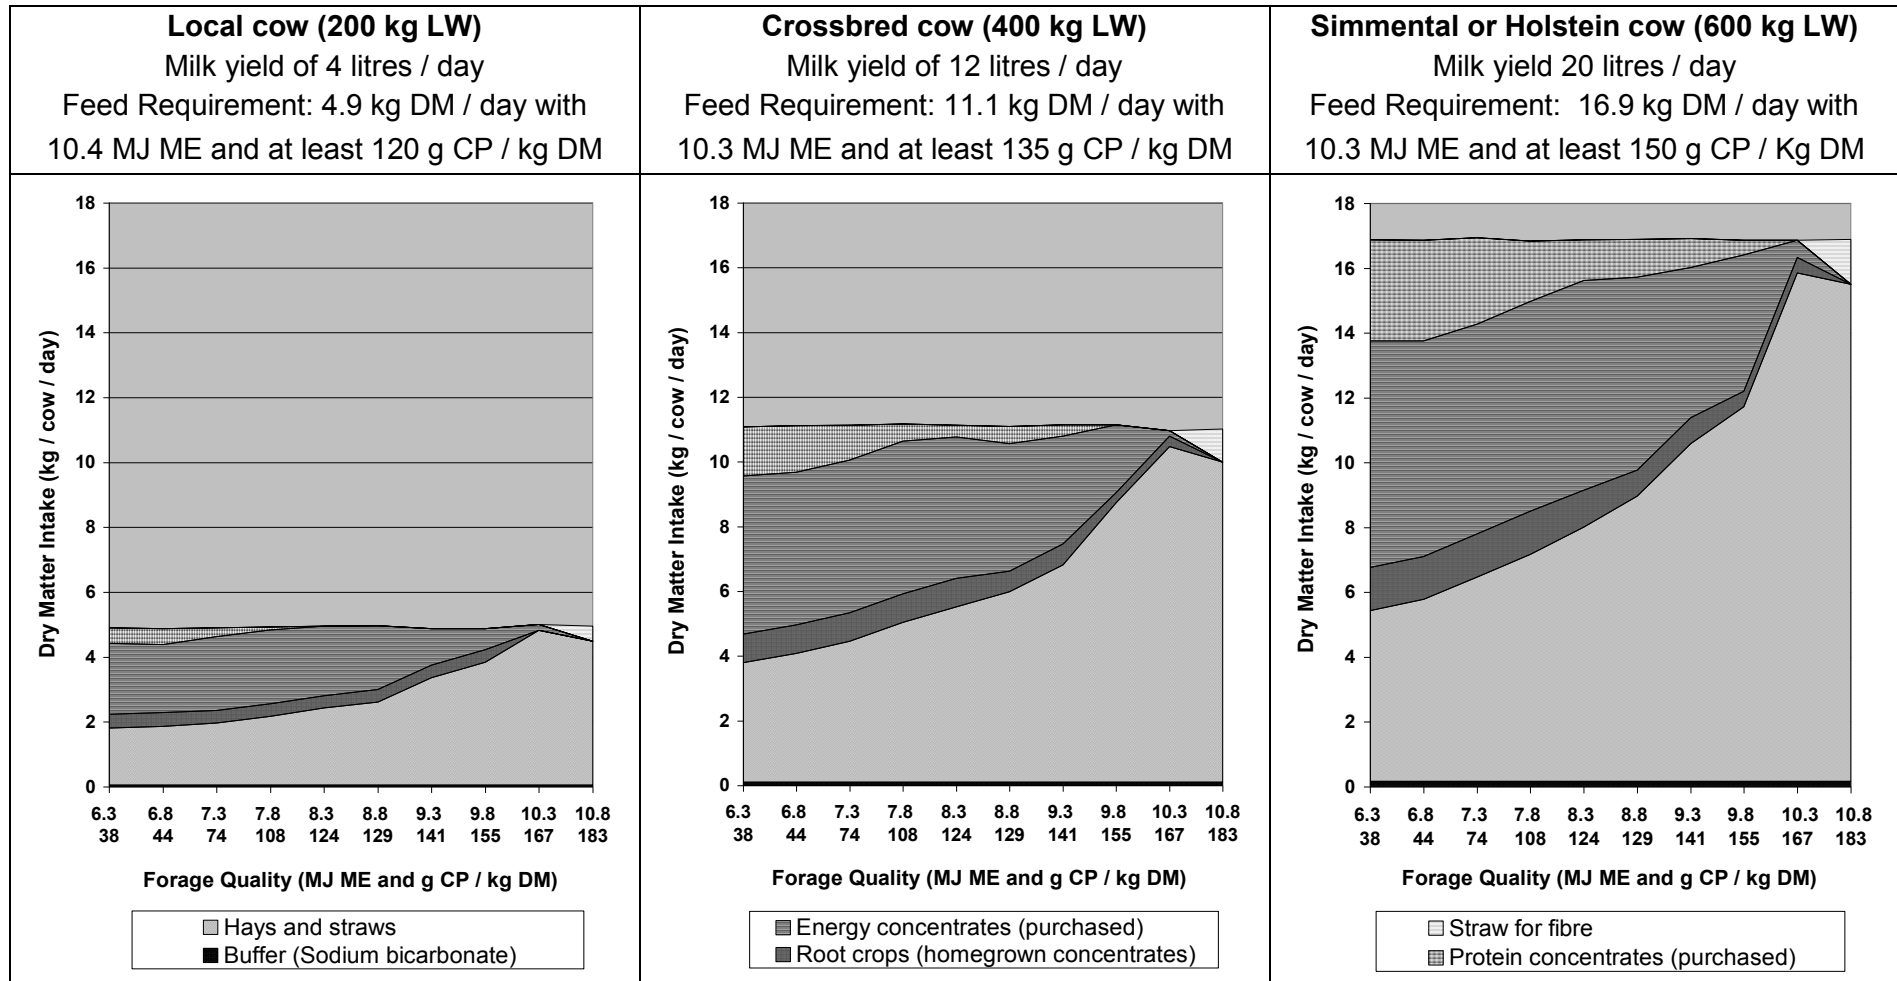 Local cow (200 kg LW)
Milk yield of 4 litres / day
Feed Requirement: 4.9 kg DM / day with
10.4 MJ ME and at least 120 g CP / kg DM
Crossbred cow (400 kg LW)
Milk yield of 12 litres / day
Feed Requirement: 11.1 kg DM / day with
10.3 MJ ME and at least 135 g CP / kg DM
Simmental or Holstein cow (600 kg LW)
Milk yield 20 litres / day
Feed Requirement: 16.9 kg DM / day with
10.3 MJ ME and at least 150 g CP / Kg DM
Dry Matter Intake (kg / cow / day)
18
16
14
12
10
8
6
4
2
0
6.3 6.8 7.3 7.8 8.3 8.8 9.3 9.8 10.3 10.8
38 44 74 108 124 129 141 155 167 183
Forage Quality (MJ ME and g CP / kg DM)
Hays and straws
Buffer (Sodium bicarbonate)
Dry Matter Intake (kg / cow / day)
18
16
14
12
10
8
6
4
2
0
6.3 6.8 7.3 7.8 8.3 8.8 9.3 9.8 10.3 10.8
38 44 74 108 124 129 141 155 167 183
Forage Quality (MJ ME and g CP / kg DM)
Energy concentrates (purchased)
Root crops (homegrown concentrates)
Dry Matter Intake (kg / cow / day)
18
16
14
12
10
8
6
4
2
0
6.3 6.8 7.3 7.8 8.3 8.8 9.3 9.8 10.3 10.8
38 44 74 108 124 129 141 155 167 183
Forage Quality (MJ ME and g CP / kg DM)
Straw for fibre
Protein concentrates (purchased)